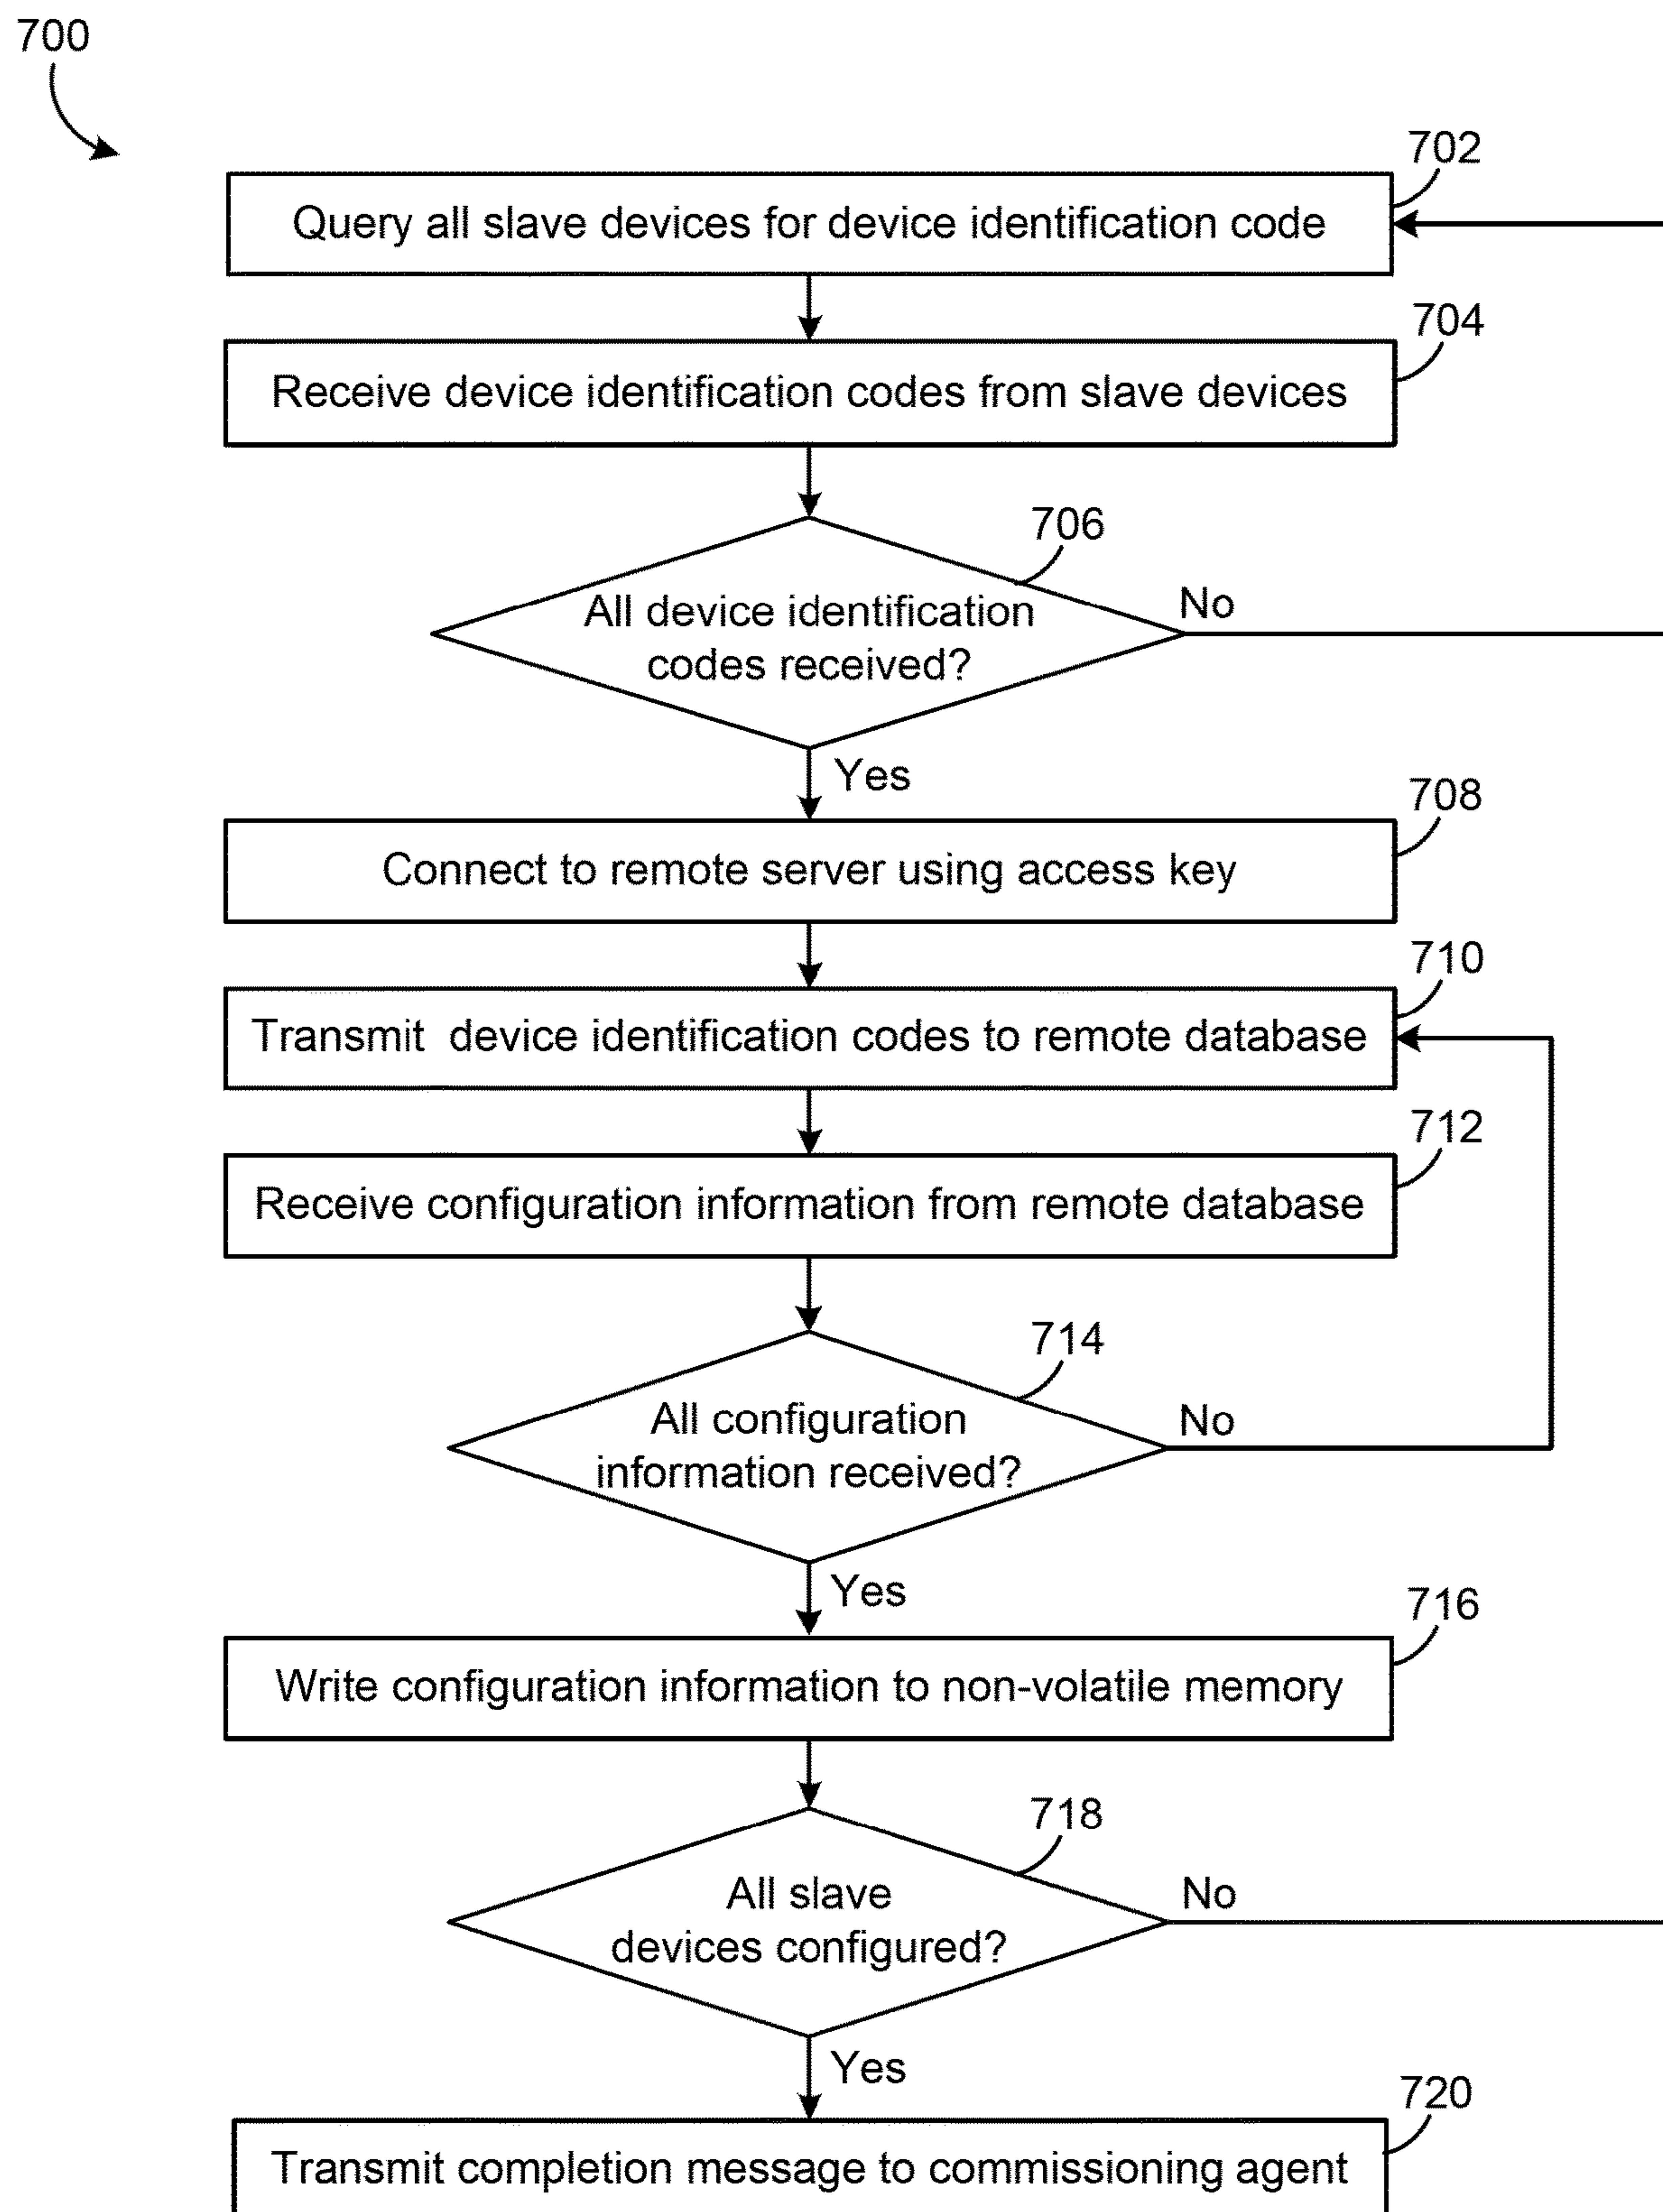 700
702
Query all slave devices for device identification code
704
Receive device identification codes from slave devices
706
All device identification
codes received?
No
Yes
708
Connect to remote server using access key
710
Transmit  device identification codes to remote database
712
Receive configuration information from remote database
714
All configuration
information received?
No
Yes
716
Write configuration information to non-volatile memory
718
All slave
devices configured?
No
Yes
720
Transmit completion message to commissioning agent